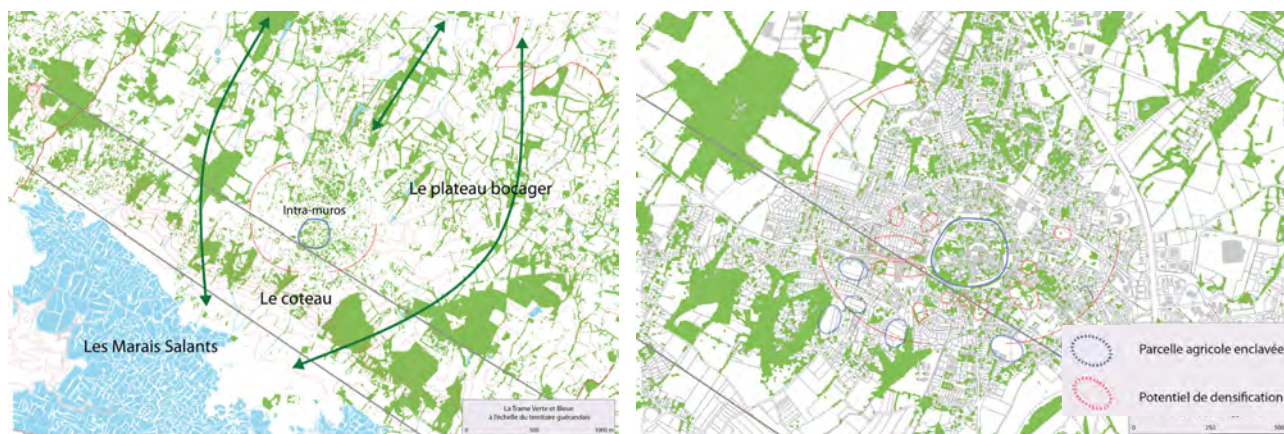 Le plateau bocager
Intra-muros
Le coteau
Les Marais Salants
La Trame Verte et Bleue
à l'échelle du territoire guérandais
0 500 1000 m
Parcelle agricole enclavée
Potentiel de densification
0 250 500